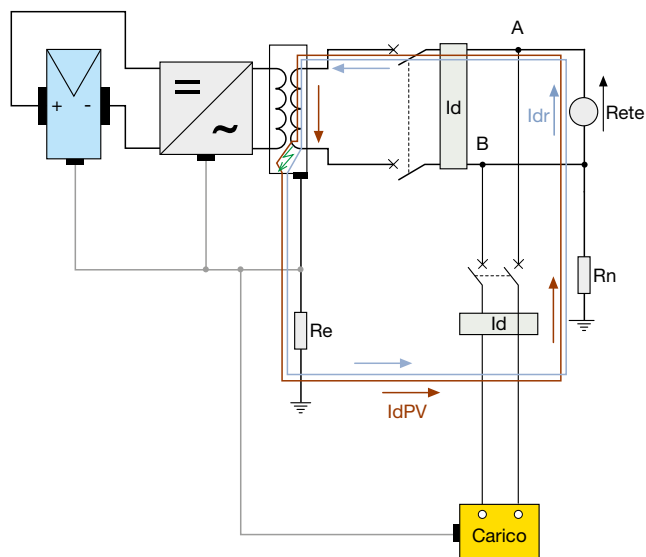 A
+ -
= ~
Id
Idr
Rete
B
Rn
Id
Re
IdPV
Carico